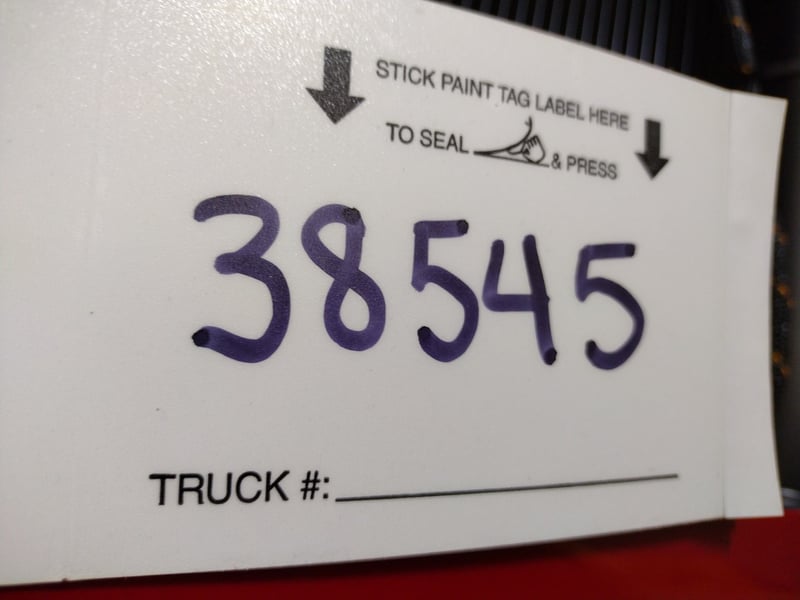 STICK PAINT TAG LABEL HERE
TO SEAL & PRESS
38545
TRUCK #: